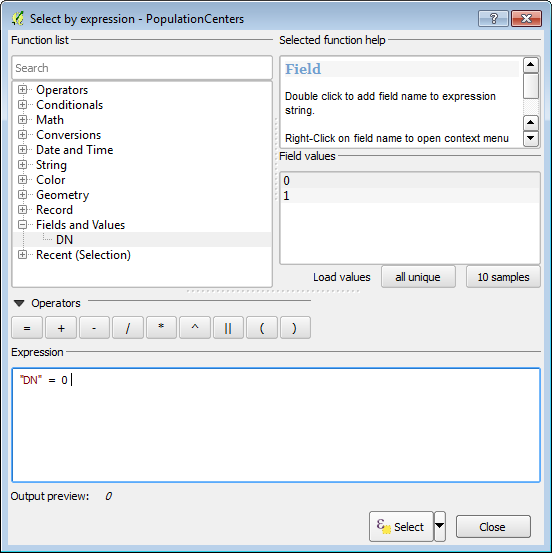 Select by expression - PopulationCenters
Function list
Search
Operators
Conditionals
Math
Conversions
Date and Time
String
Color
Geometry
Record
Fields and Values
DN
Recent (Selection)
Selected function help
Field
Double click to add field name to expression
string.
Right-Click on field name to open context menu
Field values
0
1
Load values all unique 10 samples
Operators
= + - / * ^ || ( )
Expression
"DN" = 0
Output preview: 0
ε Select Close